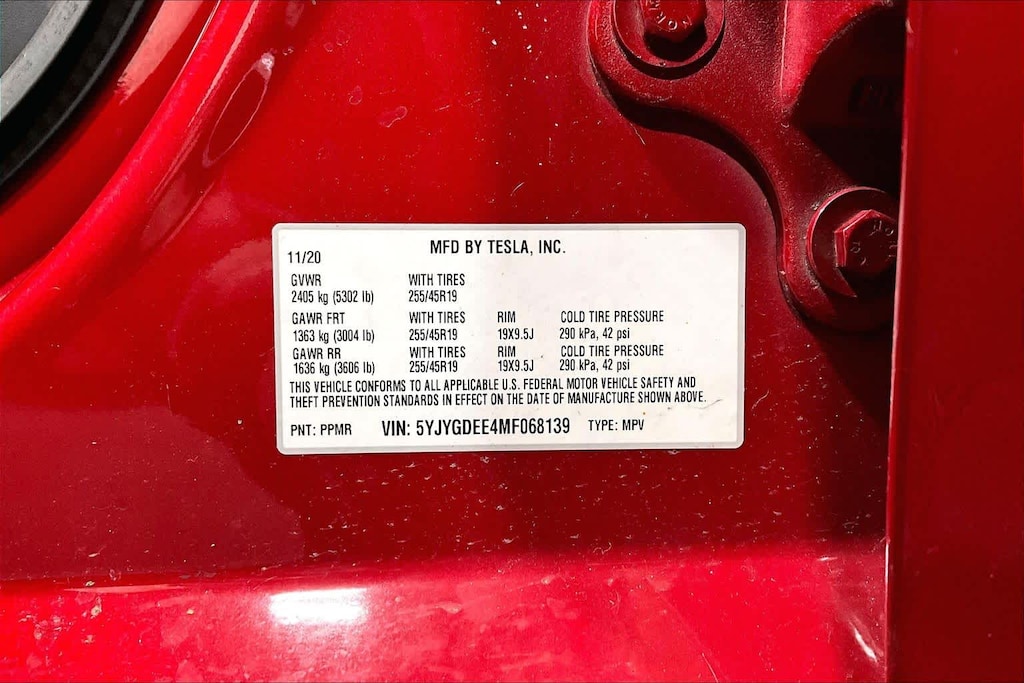 MFD BY TESLA, INC.
11/20
GVWR WITH TIRES
2405 kg (5302 lb) 255/45R19
GAWR FRT WITH TIRES RIM COLD TIRE PRESSURE
1363 kg (3004 lb) 255/45R19 19X9.5J 290 kPa, 42 psi
GAWR RR WITH TIRES RIM COLD TIRE PRESSURE
1636 kg (3606 lb) 255/45R19 19X9.5J 290 kPa, 42 psi
THIS VEHICLE CONFORMS TO ALL APPLICABLE U.S. FEDERAL MOTOR VEHICLE SAFETY AND
THEFT PREVENTION STANDARDS IN EFFECT ON THE DATE OF MANUFACTURE SHOWN ABOVE.
PNT: PPMR VIN: 5YJYGDEE4MF068139 TYPE: MPV